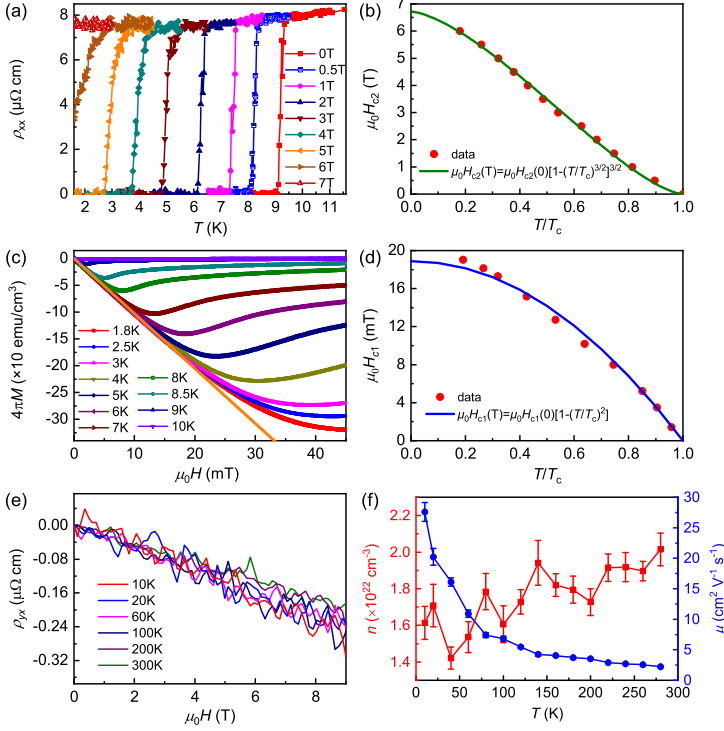 (a)
ρxx (μΩ cm)
8
6
4
2
0
2 3 4 5 6 7 8 9 10 11
T (K)
0T
0.5T
1T
2T
3T
4T
5T
6T
7T
(b)
μ0Hc2 (T)
7
6
5
4
3
2
1
0
0.0 0.2 0.4 0.6 0.8 1.0
T/Tc
data
μ0Hc2(T)=μ0Hc2(0)[1-(T/Tc)3/2]3/2
(c)
4πM (×10 emu/cm3)
0
-5
-10
-15
-20
-25
-30
0 10 20 30 40
μ0H (mT)
1.8K
2.5K
3K
4K
5K
6K
7K
8K
8.5K
9K
10K
(d)
μ0Hc1 (mT)
20
16
12
8
4
0
0.0 0.2 0.4 0.6 0.8 1.0
T/Tc
data
μ0Hc1(T)=μ0Hc1(0)[1-(T/Tc)2]
(e)
ρyx (μΩ cm)
0.00
-0.08
-0.16
-0.24
-0.32
0 2 4 6 8
μ0H (T)
10K
20K
60K
100K
200K
300K
(f)
n (×1022 cm-3)
2.2
2.0
1.8
1.6
1.4
0 50 100 150 200 250 300
T (K)
30
25
20
15
10
5
0
μ (cm2 V-1 s-1)